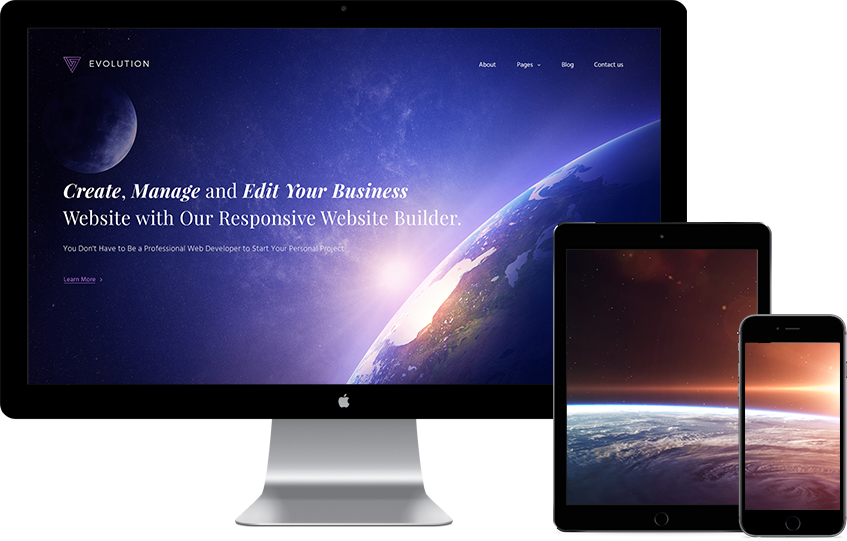 EVOLUTION
About Pages Blog Contact us
Create, Manage and Edit Your Business
Website with Our Responsive Website Builder.
You Don't Have to Be a Professional Web Developer to Start Your Personal Project
Learn More